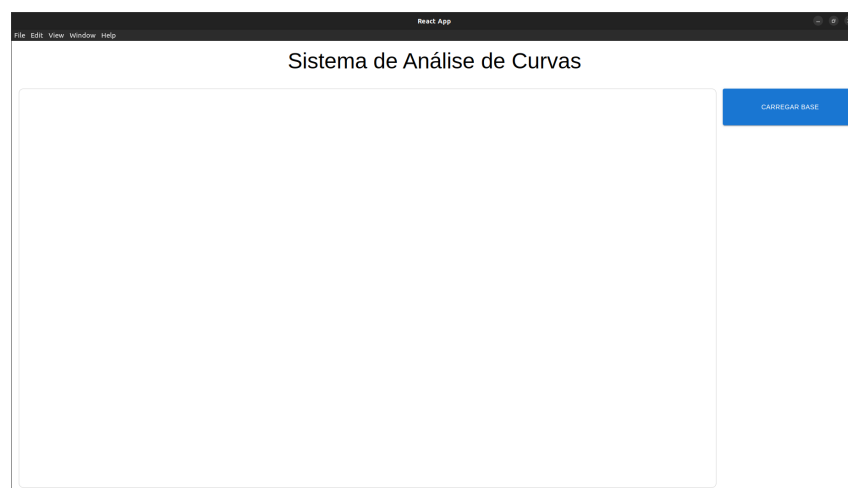 React App
File Edit View Window Help
Sistema de Análise de Curvas
CARREGAR BASE